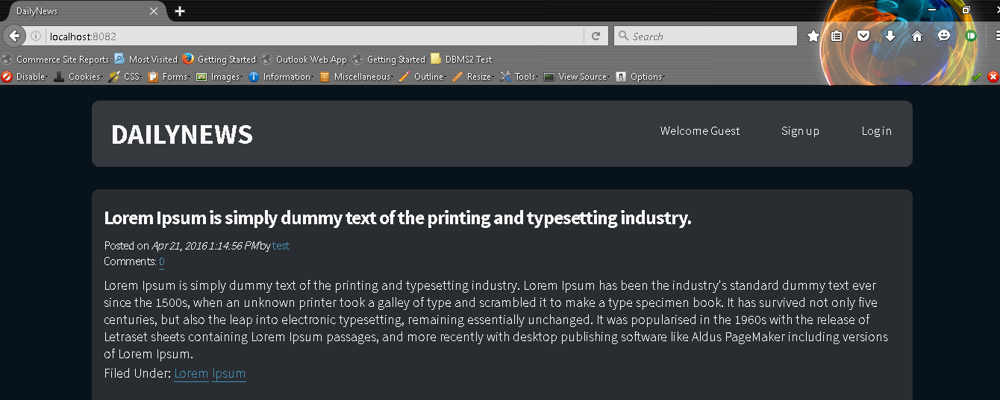 DailyNews
localhost:8082
Search
Commerce Site Reports Most Visited Getting Started Outlook Web App Getting Started DBMS2 Test
Disable Cookies CSS Forms Images Information Miscellaneous Outline Resize Tools View Source Options
DAILYNEWS
Welcome Guest Sign up Log in
Lorem Ipsum is simply dummy text of the printing and typesetting industry.
Posted on Apr 21, 2016 1:14:56 PM by test
Comments: 0
Lorem Ipsum is simply dummy text of the printing and typesetting industry. Lorem Ipsum has been the industry's standard dummy text ever
since the 1500s, when an unknown printer took a galley of type and scrambled it to make a type specimen book. It has survived not only five
centuries, but also the leap into electronic typesetting, remaining essentially unchanged. It was popularised in the 1960s with the release of
Letraset sheets containing Lorem Ipsum passages, and more recently with desktop publishing software like Aldus PageMaker including versions
of Lorem Ipsum.
Filed Under: Lorem Ipsum